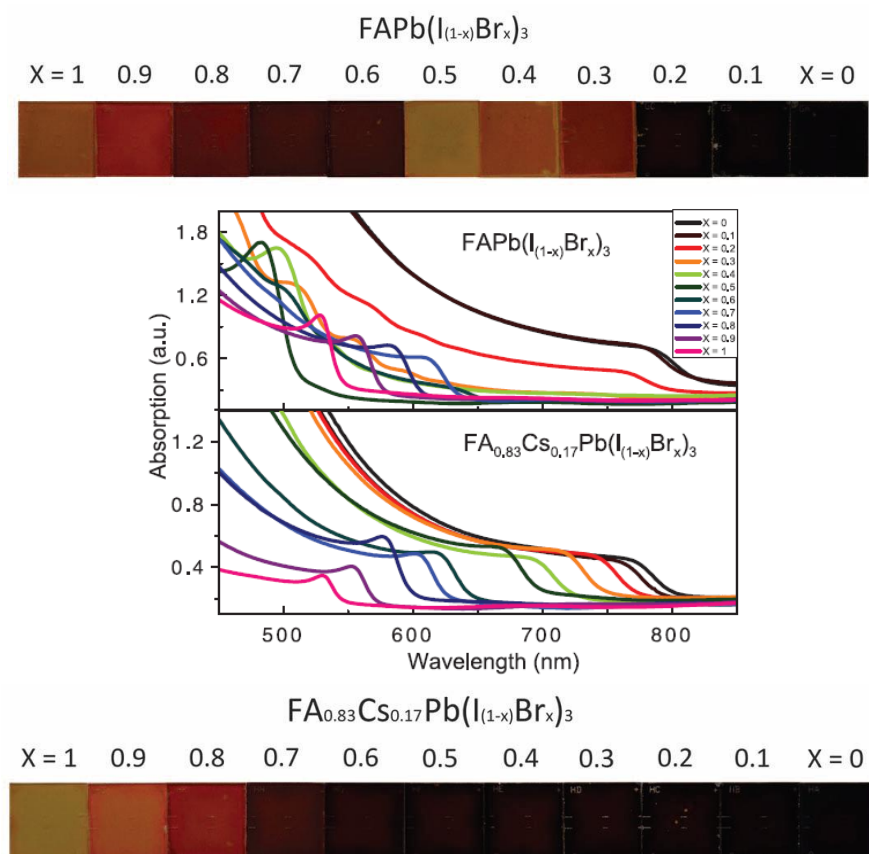 FAPb(I(1-x)Brx)3
X = 1 0.9 0.8 0.7 0.6 0.5 0.4 0.3 0.2 0.1 X = 0
1.8
1.2
0.6
FAPb(I(1-x)Brx)3
X = 0
X = 0.1
X = 0.2
X = 0.3
X = 0.4
X = 0.5
X = 0.6
X = 0.7
X = 0.8
X = 0.9
X = 1
Absorption (a.u.)
1.2
0.8
0.4
FA0.83Cs0.17Pb(I(1-x)Brx)3
500 600 700 800
Wavelength (nm)
FA0.83Cs0.17Pb(I(1-x)Brx)3
X = 1 0.9 0.8 0.7 0.6 0.5 0.4 0.3 0.2 0.1 X = 0